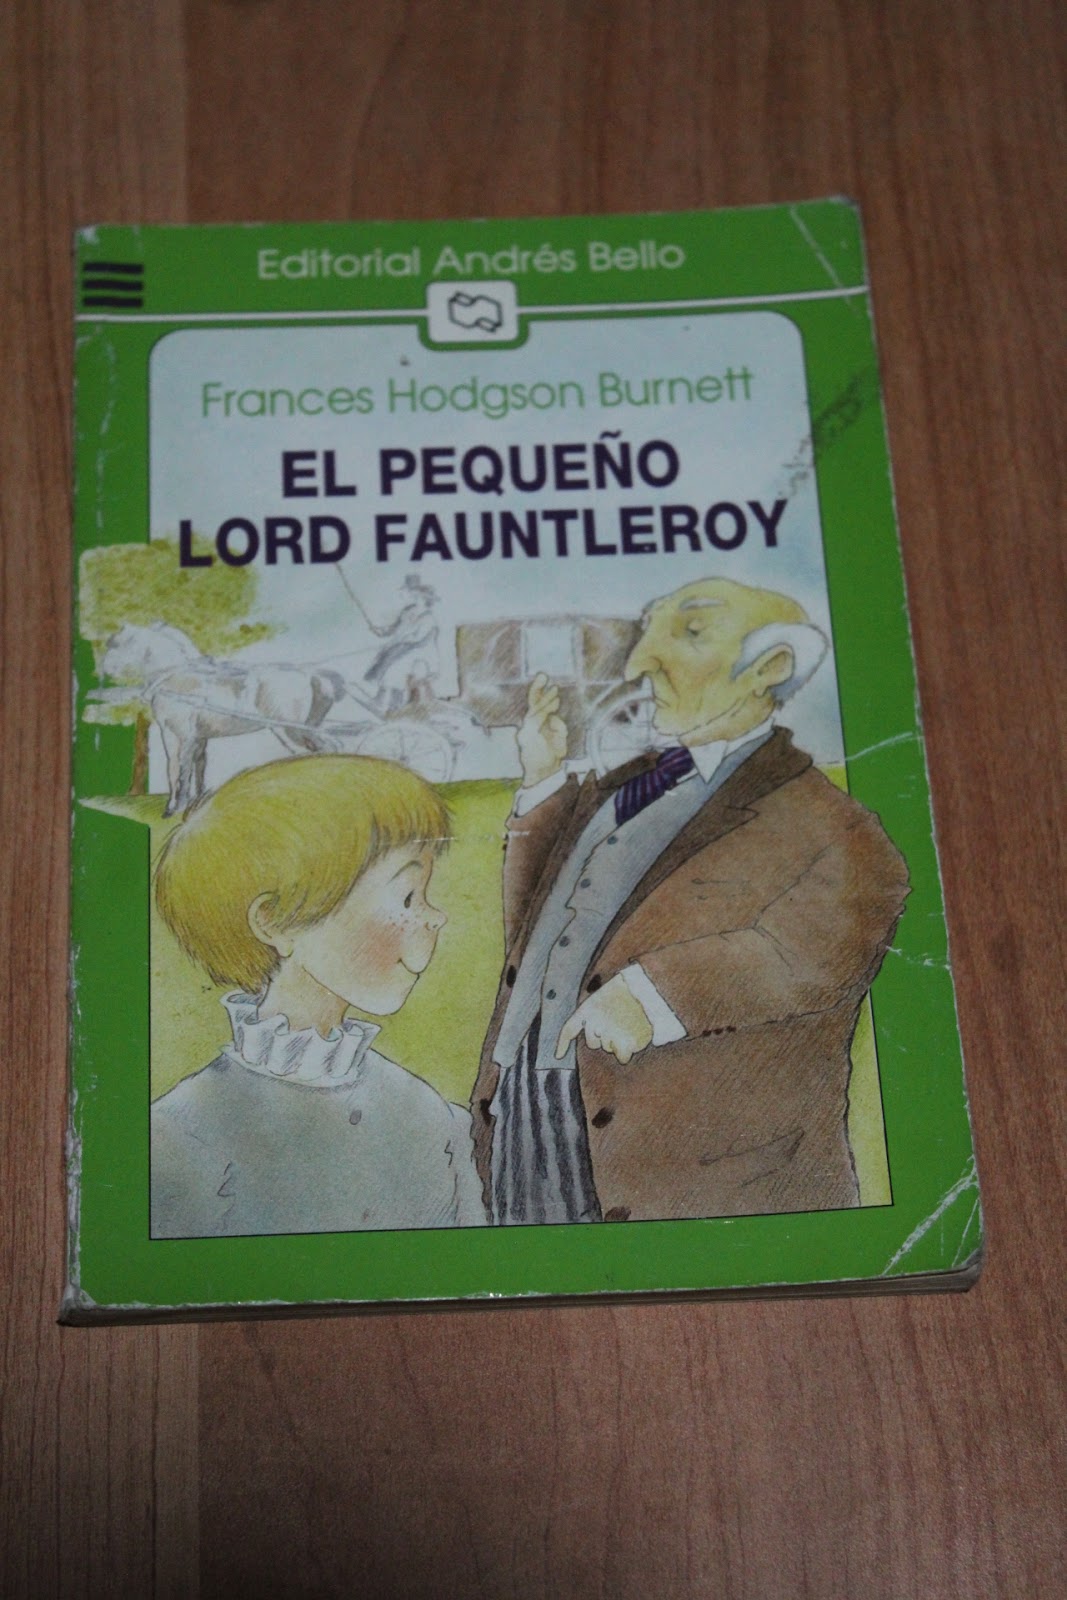 Editorial Andrés Bello
Frances Hodgson Burnett
EL PEQUEÑO
LORD FAUNTLEROY